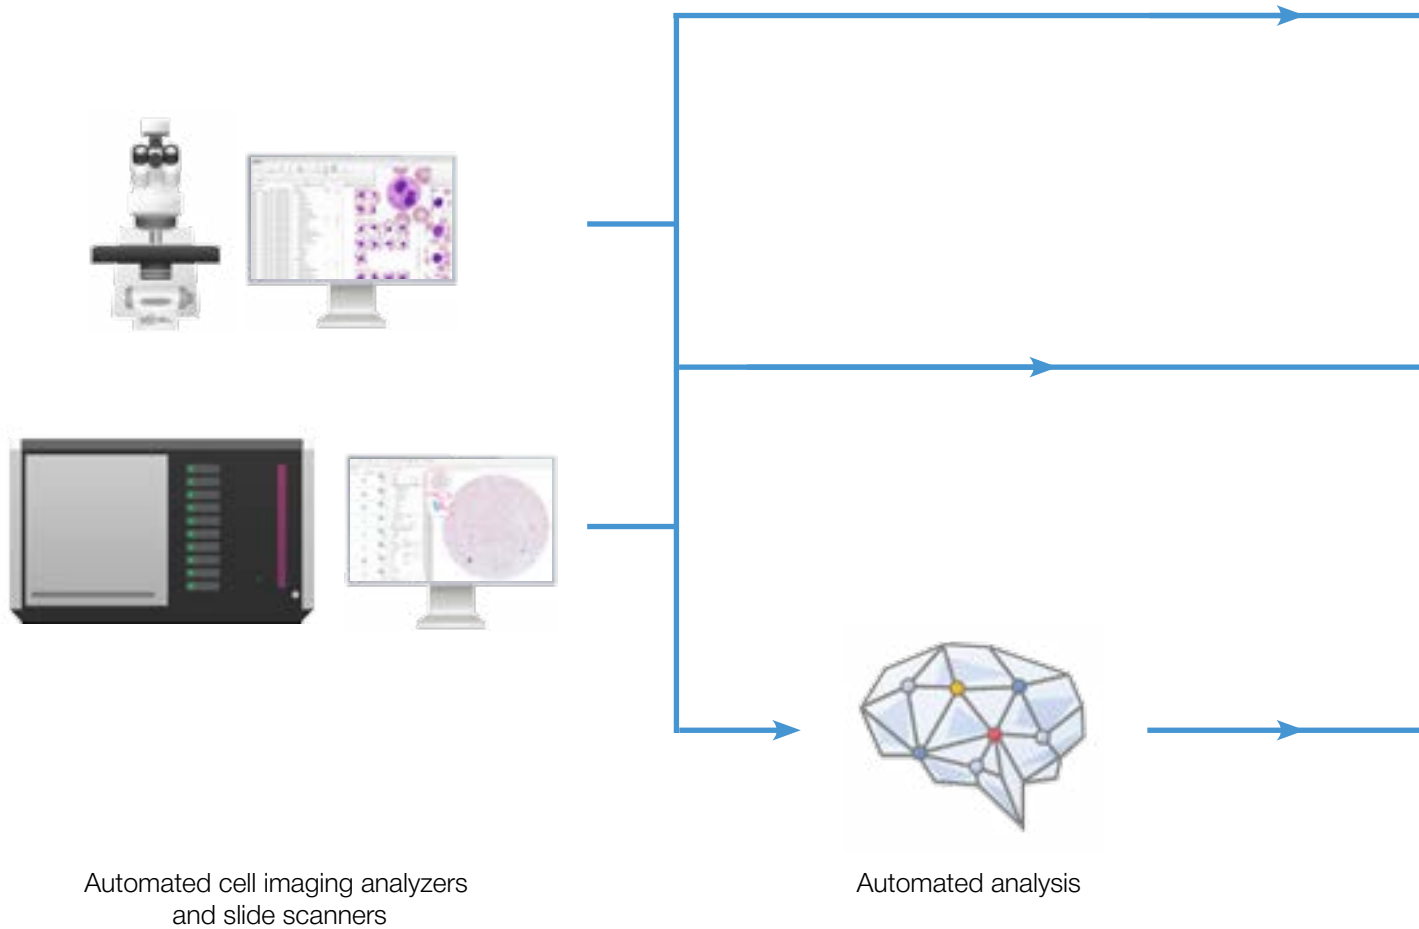 Automated cell imaging analyzers
and slide scanners
Automated analysis